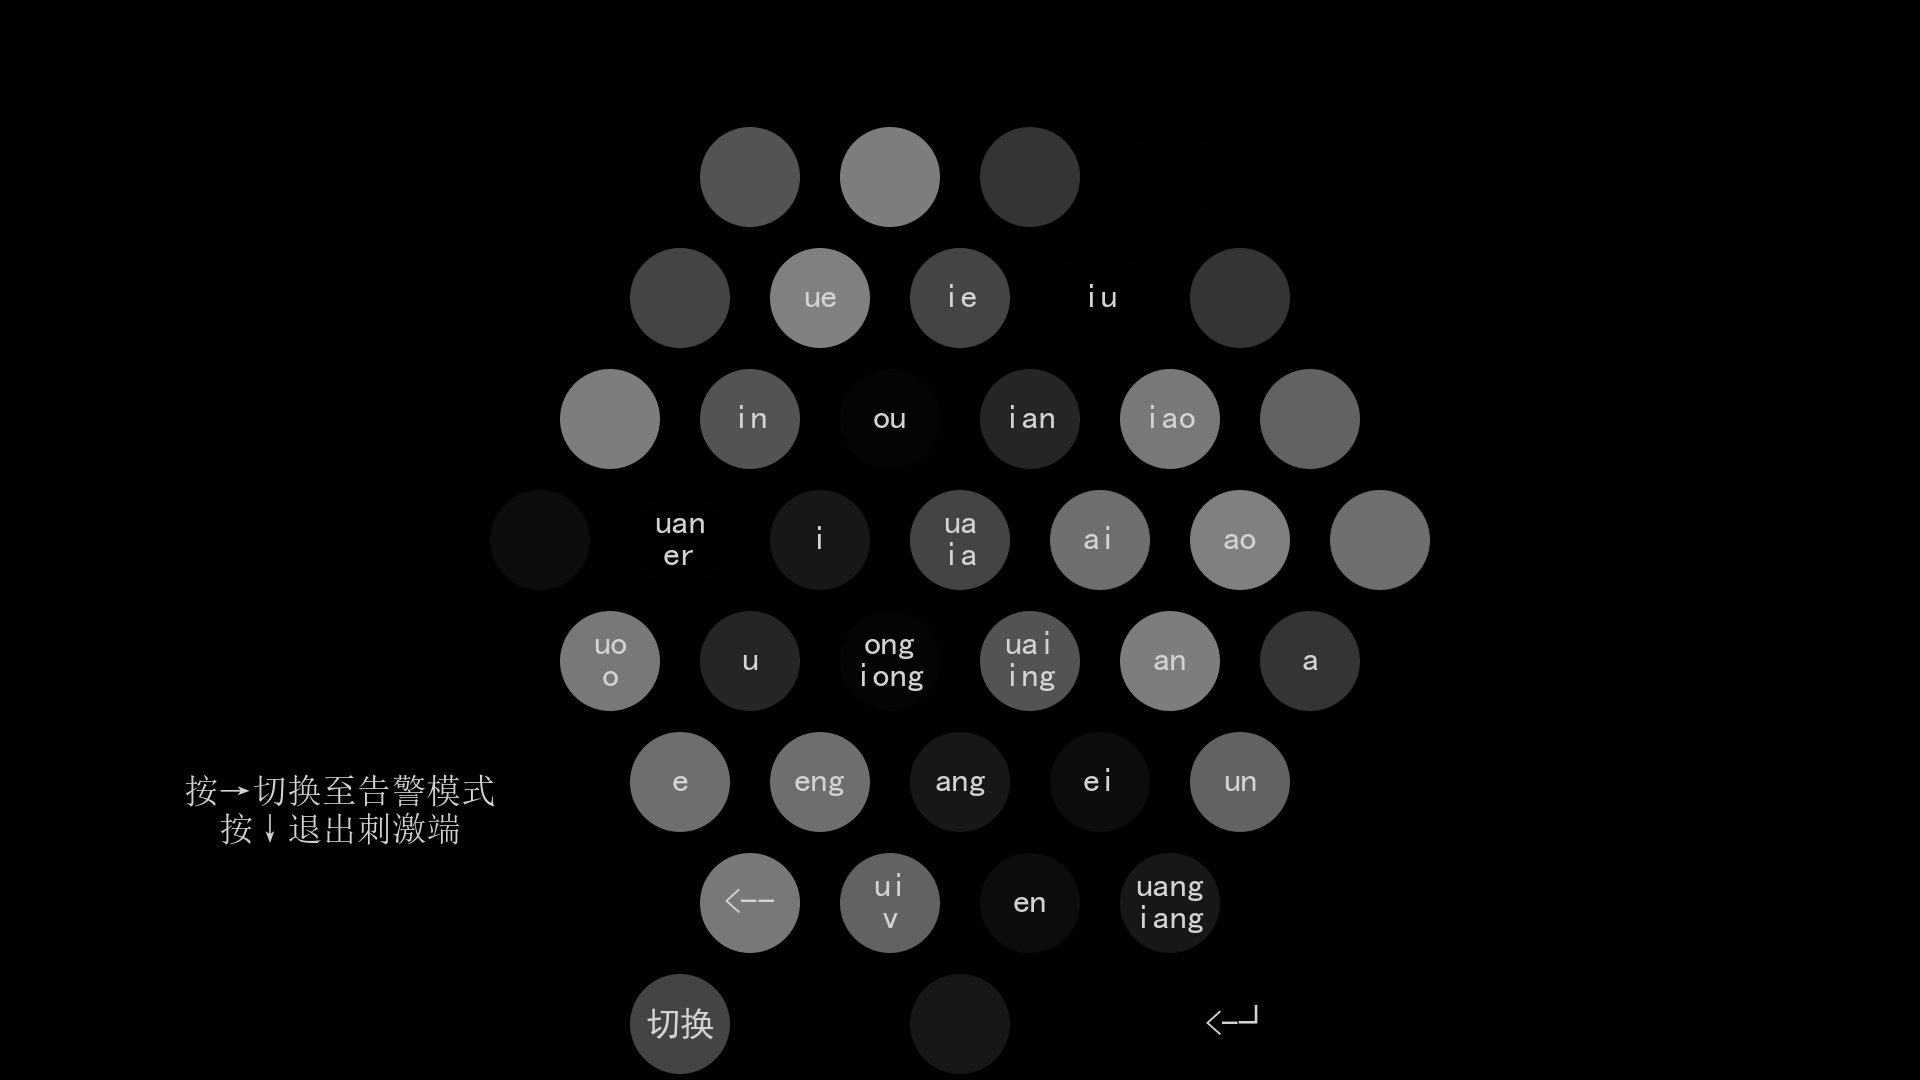 ue
ie
iu
in
ou
ian
iao
uan
er
i
ua
ia
ai
ao
uo
o
u
ong
iong
uai
ing
an
a
e
eng
ang
ei
un
按→切换至告警模式
按↓退出刺激端
<--
ui
v
en
uang
iang
切换
<-┘